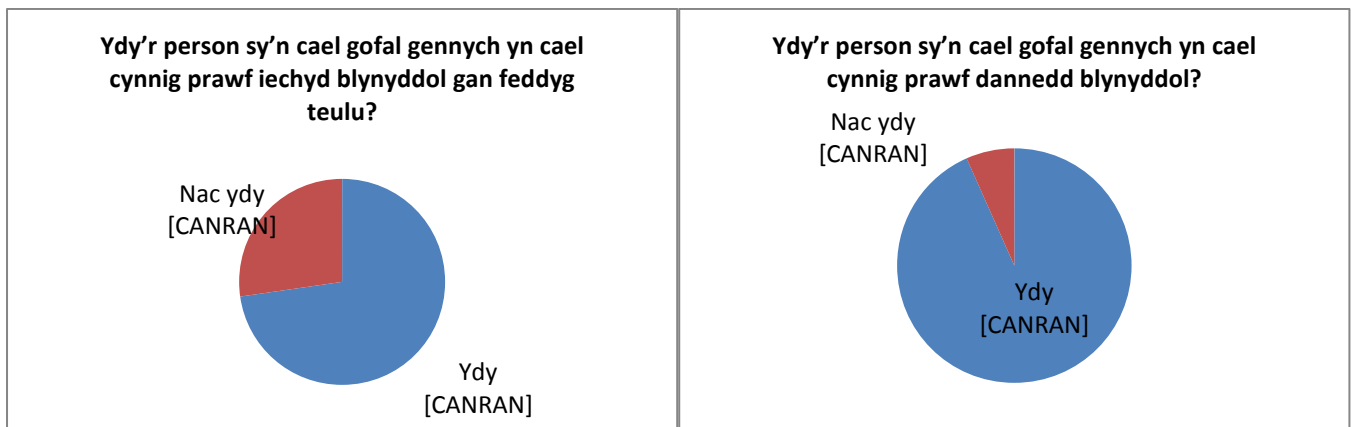 Ydy'r person sy'n cael gofal gennych yn cael
cynnig prawf iechyd blynyddol gan feddyg
teulu?
Nac ydy
[CANRAN]
Ydy
[CANRAN]
Ydy'r person sy'n cael gofal gennych yn cael
cynnig prawf dannedd blynyddol?
Nac ydy
[CANRAN]
Ydy
[CANRAN]